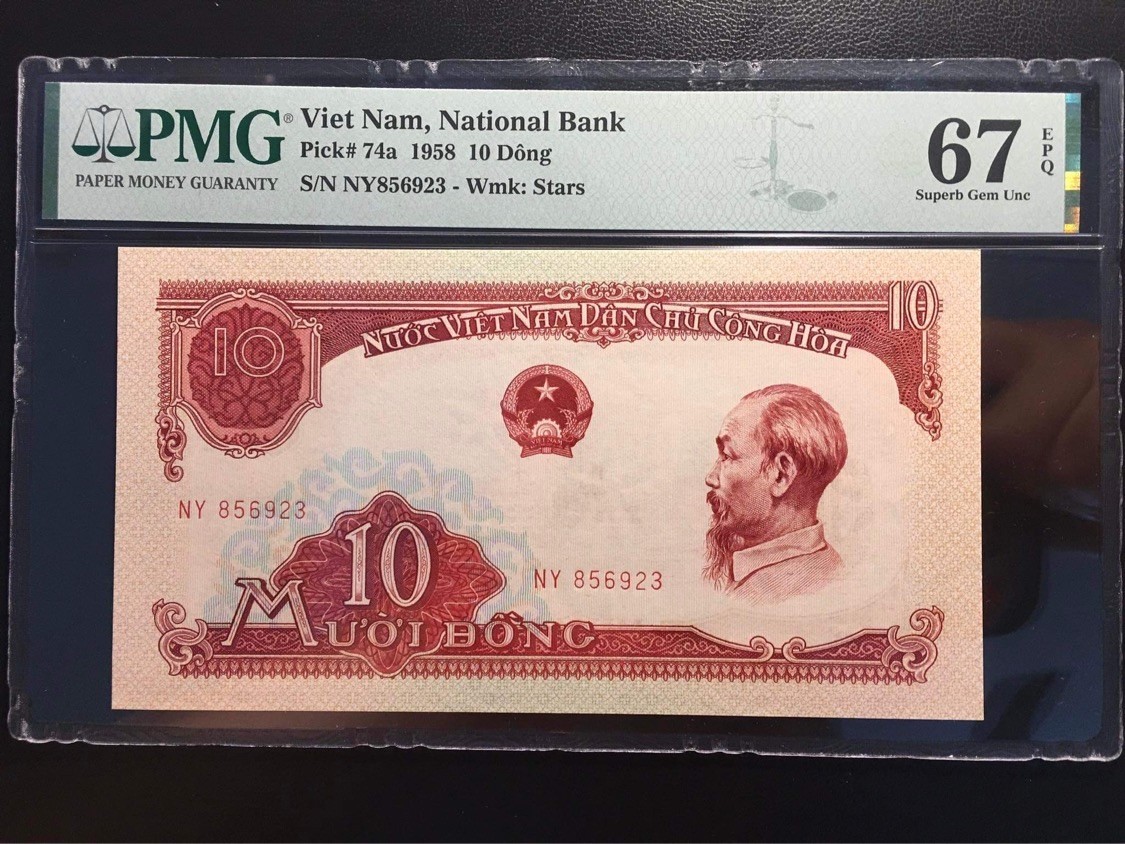 PMG®
PAPER MONEY GUARANTY
Viet Nam, National Bank
Pick# 74a 1958 10 Dông
S/N NY856923 - Wmk: Stars
67
EPQ
Superb Gem Unc
10
NƯỚC VIỆT NAM DÂN CHỦ CỘNG HÒA
10
VIỆT NAM
NY 856923
10
NY 856923
MƯỜI ĐỒNG